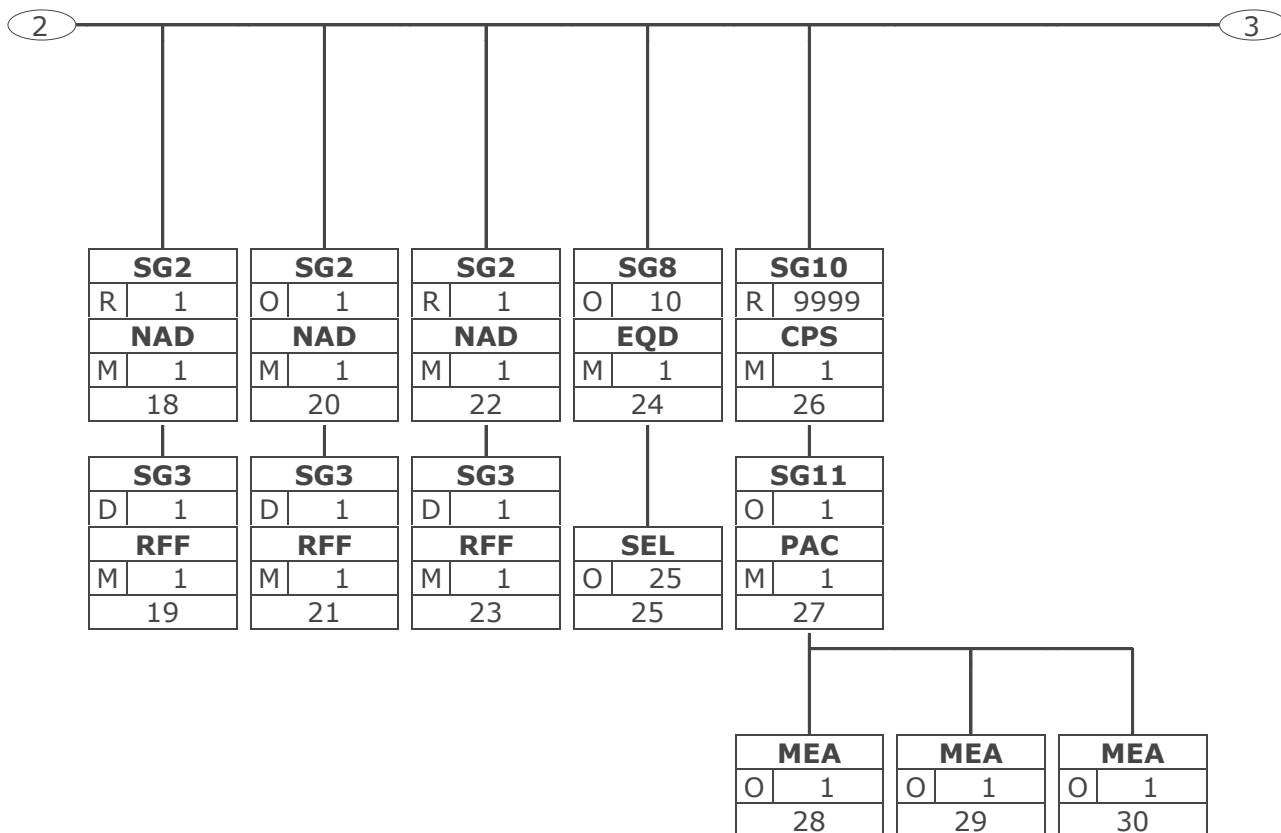 2 3
SG2 SG2 SG2 SG8 SG10
R 1 O 1 R 1 O 10 R 9999
NAD NAD NAD EQD CPS
M 1 M 1 M 1 M 1 M 1
18 20 22 24 26
SG3 SG3 SG3 SG11
D 1 D 1 D 1 O 1
RFF RFF RFF SEL PAC
M 1 M 1 M 1 O 25 M 1
19 21 23 25 27
MEA MEA MEA
O 1 O 1 O 1
28 29 30